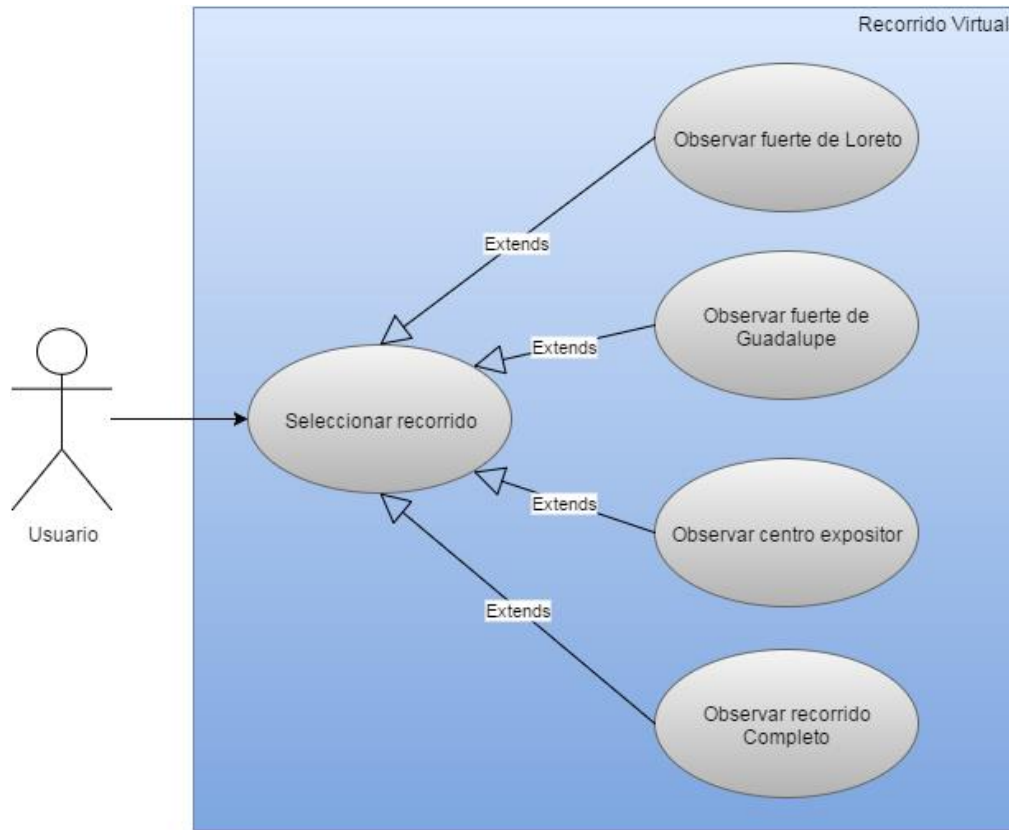 Recorrido Virtual
Observar fuerte de Loreto
Extends
Observar fuerte de
Guadalupe
Extends
Seleccionar recorrido
Usuario
Extends
Observar centro expositor
Extends
Observar recorrido
Completo